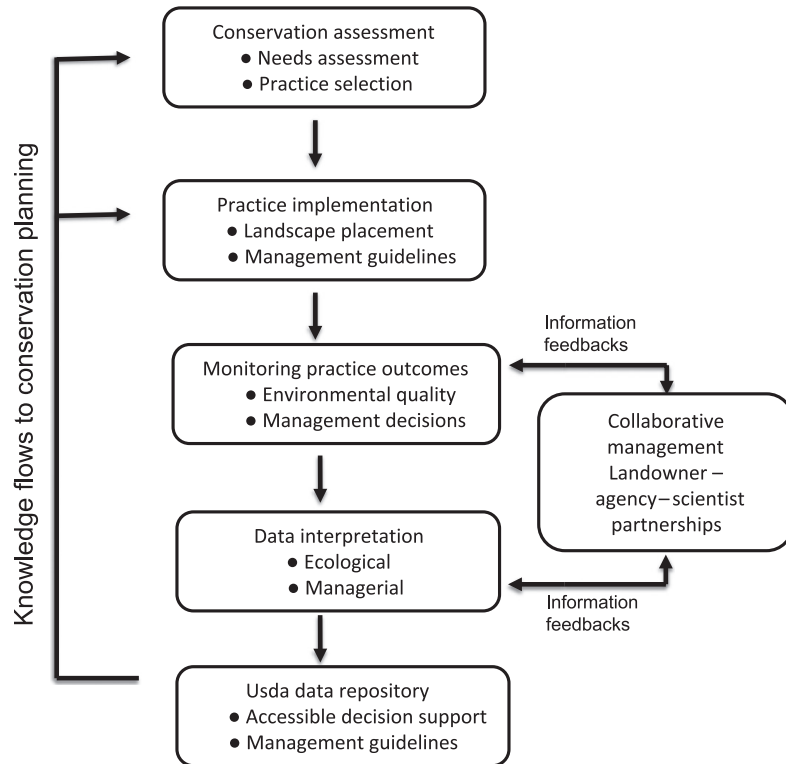 Conservation assessment
● Needs assessment
● Practice selection
Knowledge flows to conservation planning
Practice implementation
● Landscape placement
● Management guidelines
Information
feedbacks
Monitoring practice outcomes
● Environmental quality
● Management decisions
Collaborative
management
Landowner –
agency–scientist
partnerships
Data interpretation
● Ecological
● Managerial
Information
feedbacks
Usda data repository
● Accessible decision support
● Management guidelines